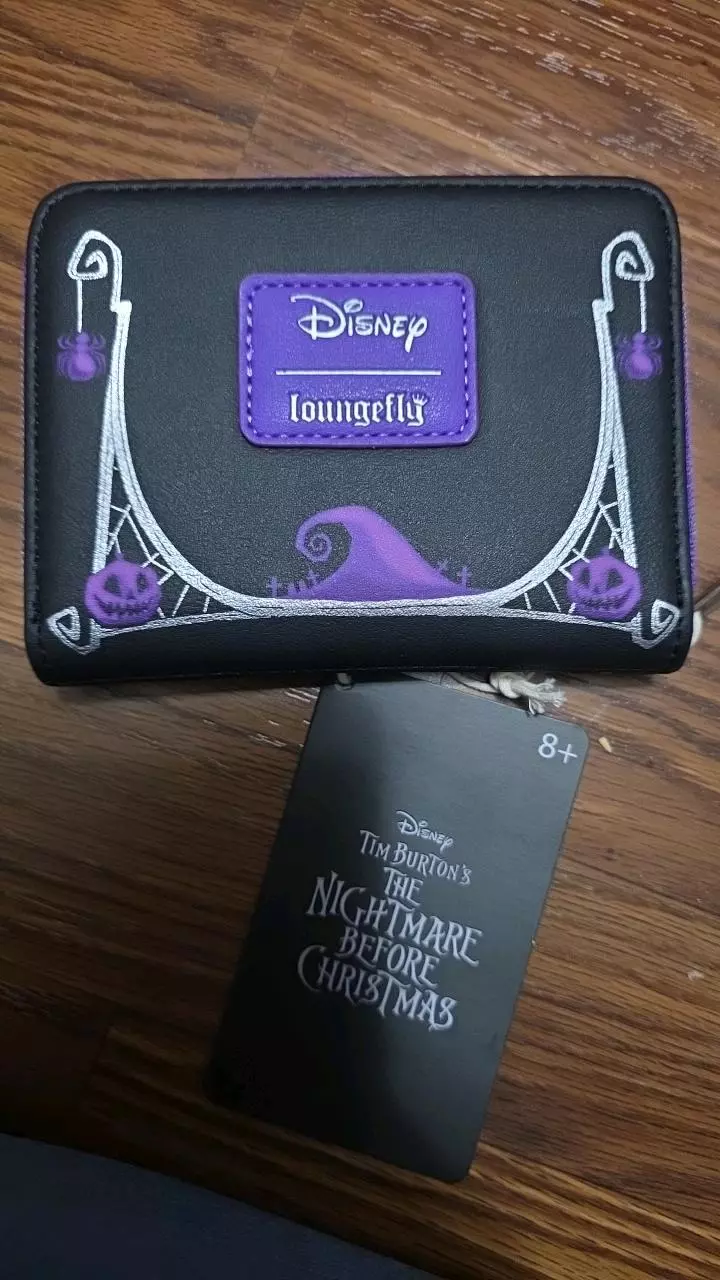 Disney
loungefly
8+
Disney
Tim Burton's
The
Nightmare
Before
Christmas